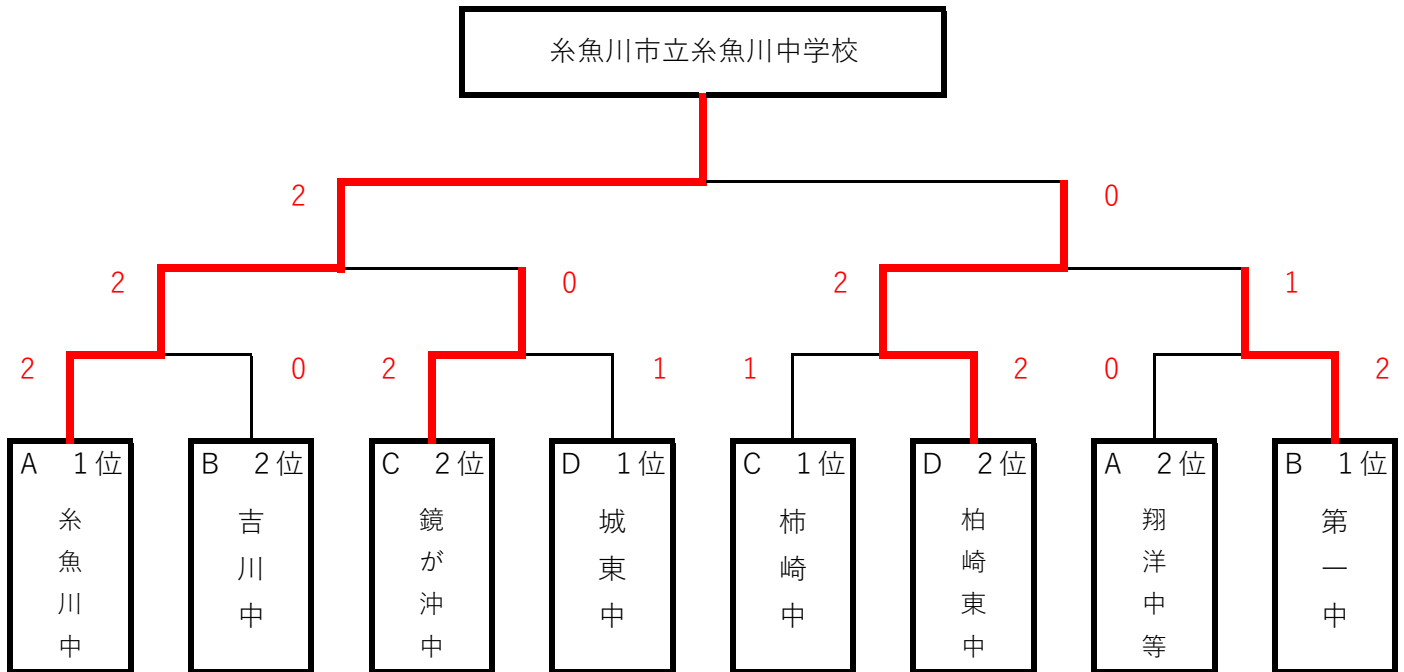 糸魚川市立糸魚川中学校
2 0
2 0 2 1
2 0 2 1 1 2 0 2
A 1位 B 2位 C 2位 D 1位 C 1位 D 2位 A 2位 B 1位
糸魚川中
吉川中
鏡が沖中
城東中
柿崎中
柏崎東中
翔洋中等
第一中